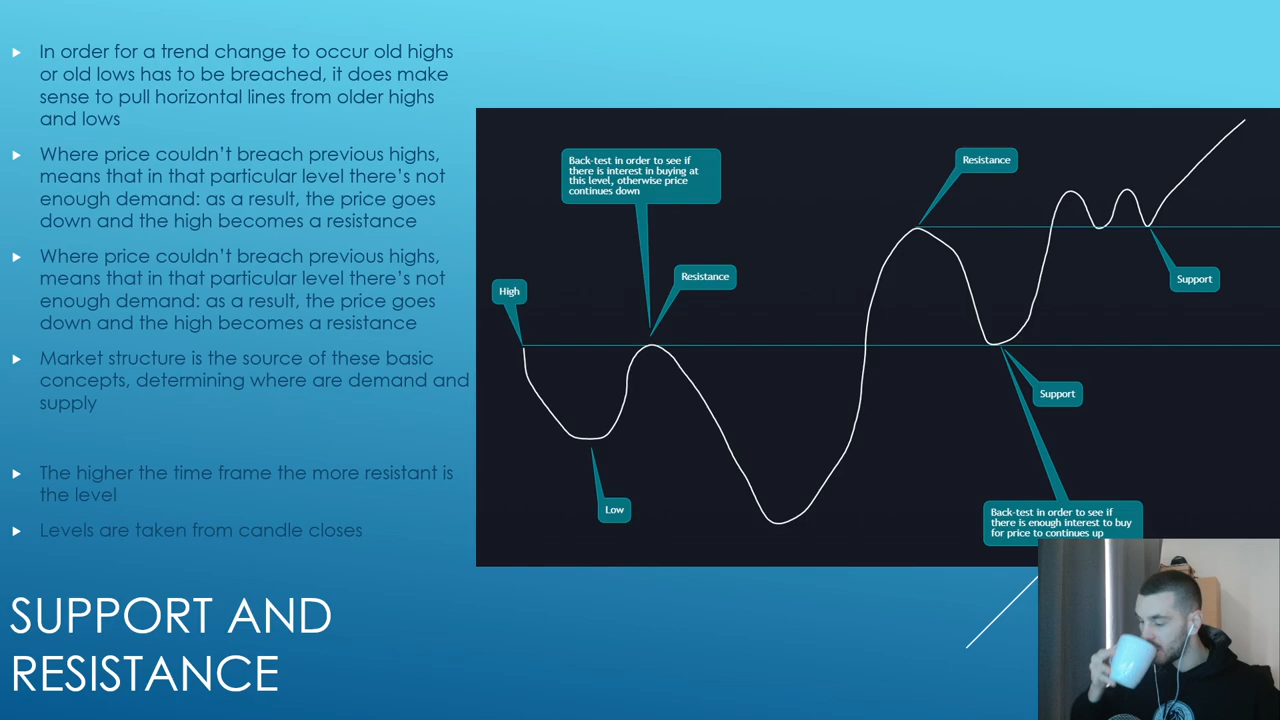 In order for a trend change to occur old highs
or old lows has to be breached, it does make
sense to pull horizontal lines from older highs
and lows
Where price couldn’t breach previous highs,
means that in that particular level there’s not
enough demand: as a result, the price goes
down and the high becomes a resistance
Where price couldn’t breach previous highs,
means that in that particular level there’s not
enough demand: as a result, the price goes
down and the high becomes a resistance
Market structure is the source of these basic
concepts, determining where are demand and
supply
The higher the time frame the more resistant is
the level
Levels are taken from candle closes
SUPPORT AND
RESISTANCE
Back-test in order to see if
there is interest in buying at
this level, otherwise price
continues down
Resistance
High
Resistance
Support
Low
Support
Back-test in order to see if
there is enough interest to buy
for price to continues up